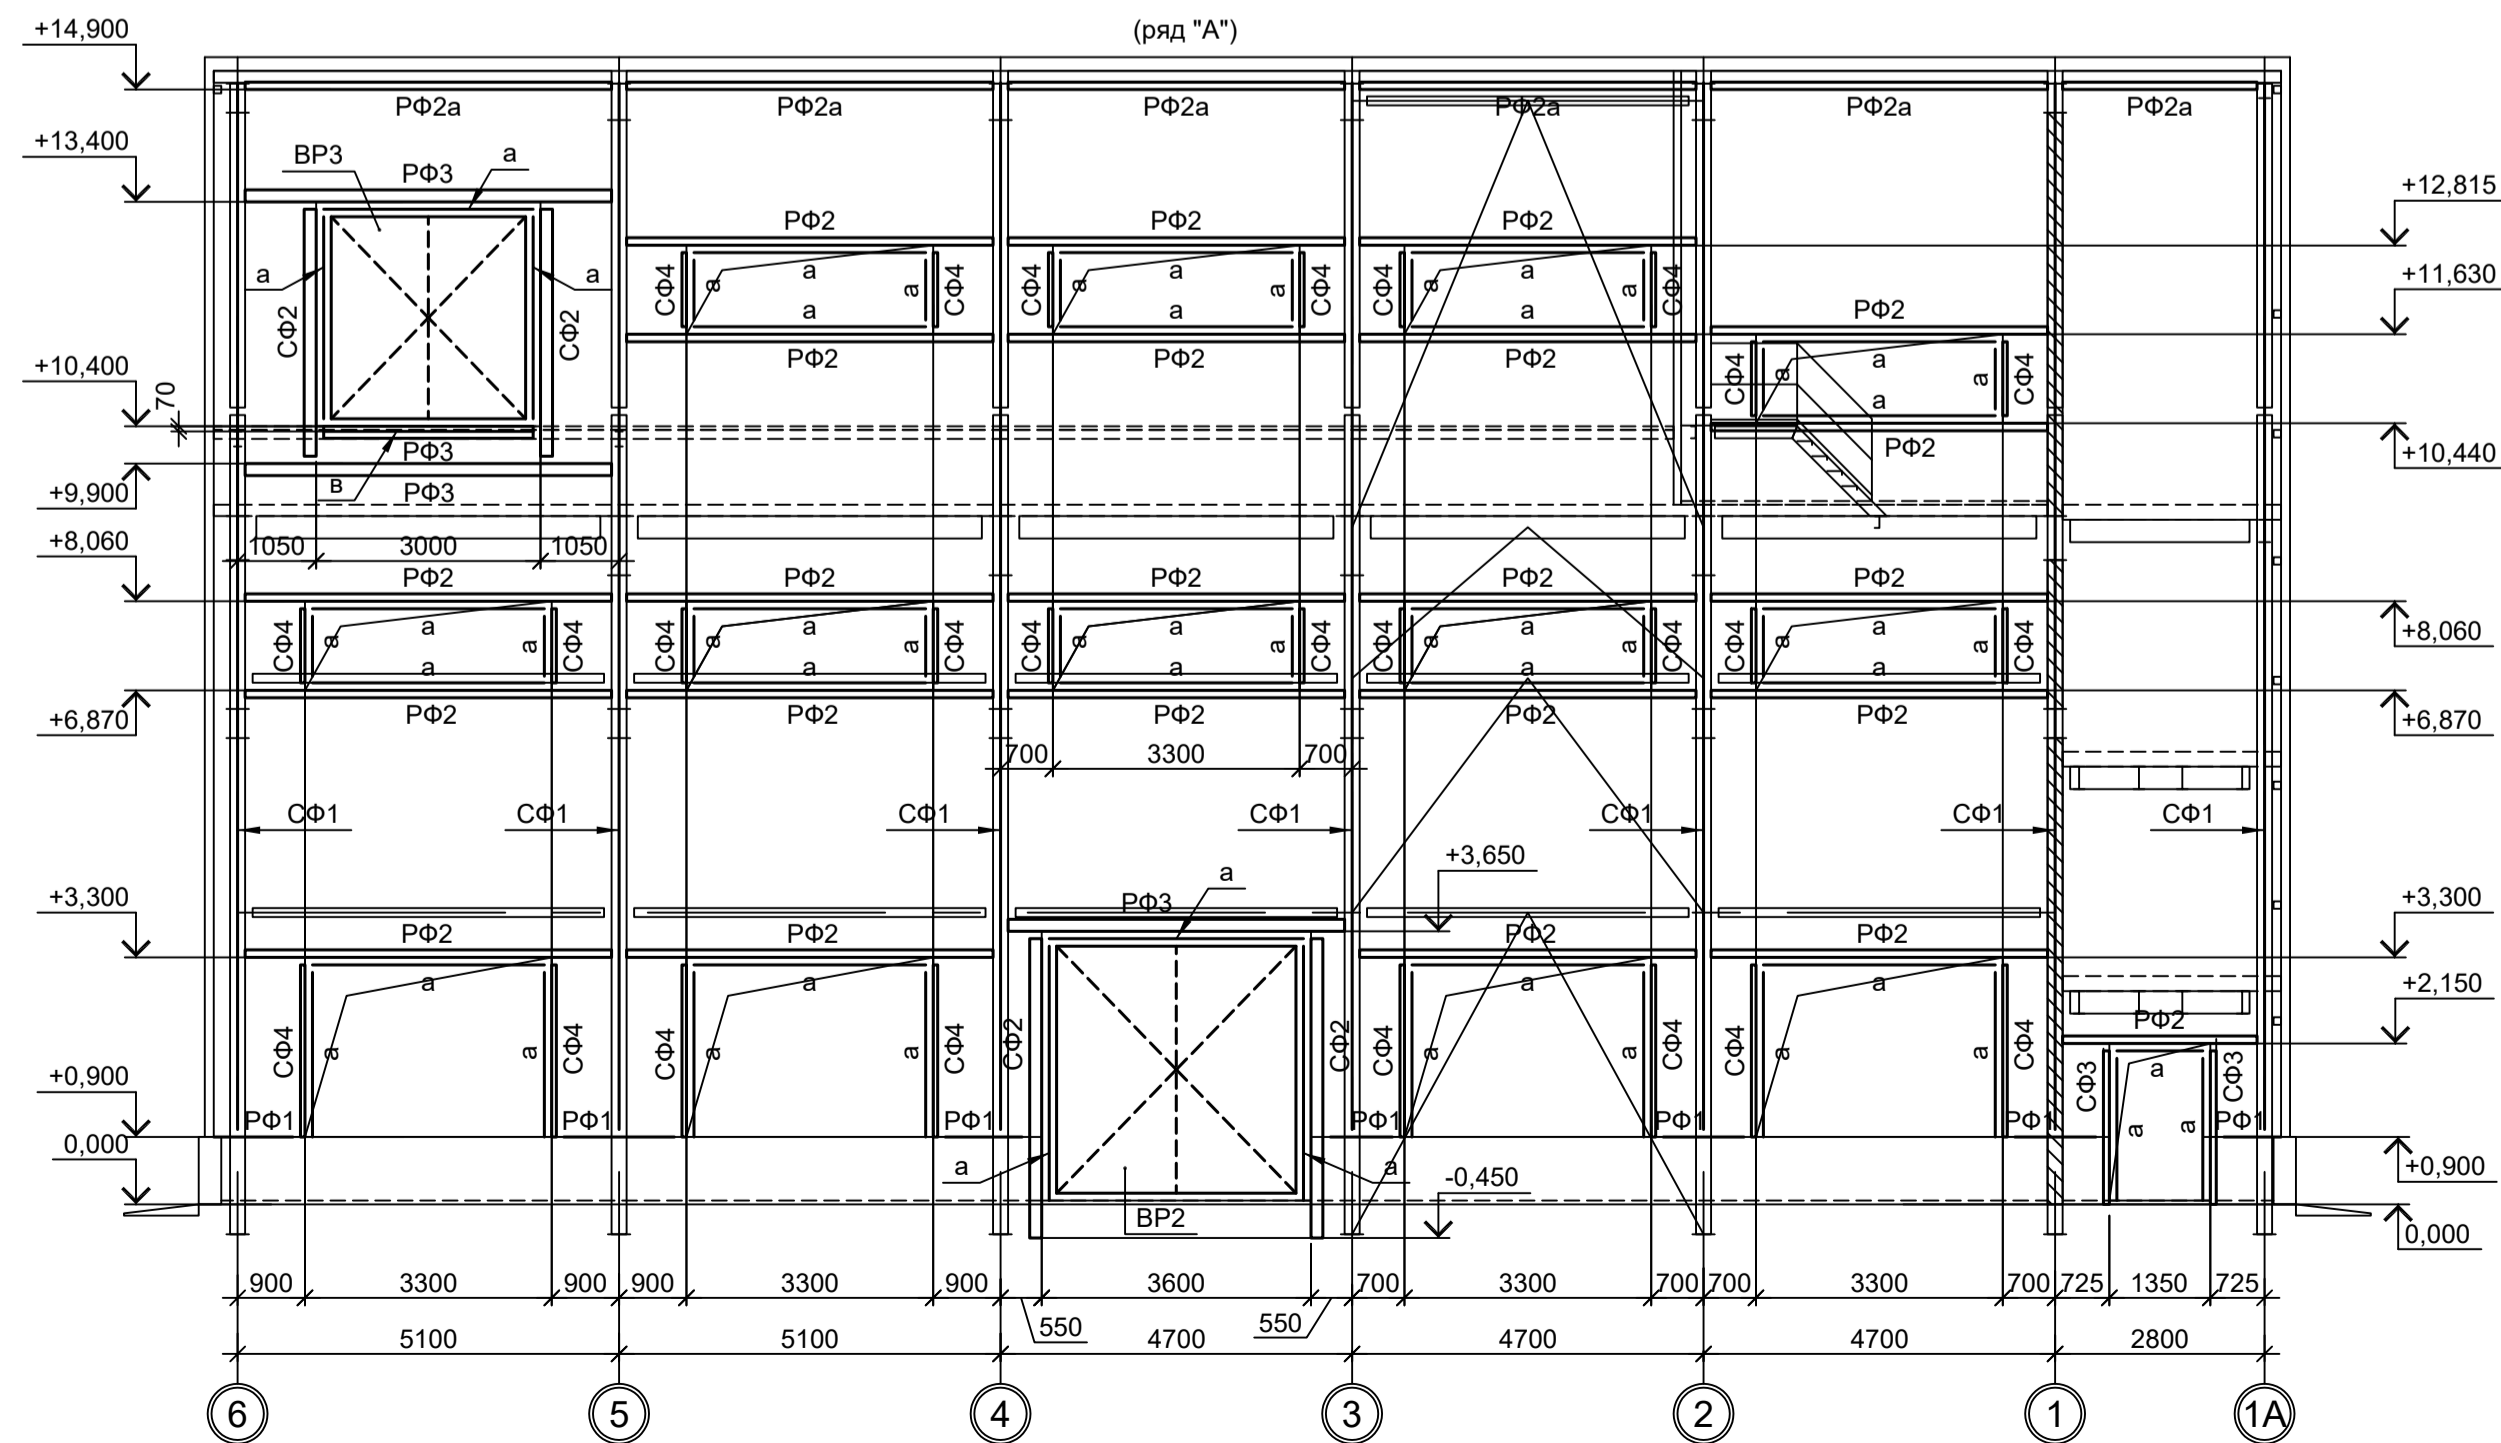 (ряд "А")
+14,900
РФ2а РФ2а РФ2а РФ2а РФ2а РФ2а
+13,400
ВР3 РФ3 а
+12,815
РФ2 РФ2 РФ2
а а
СФ4 а а а СФ4 СФ4 а а а СФ4 СФ4 а а а СФ4
+11,630
а а а
СФ2 СФ2
РФ2
+10,400
70
РФ2 РФ2 РФ2
СФ4 а а а СФ4
а
РФ3
РФ2
+10,440
+9,900
в РФ3
+8,060
1050 3000 1050
РФ2 РФ2 РФ2 РФ2 РФ2
СФ4 а а а СФ4 СФ4 а а а СФ4 СФ4 а а а СФ4 СФ4 а а а СФ4 СФ4 а а а СФ4
+8,060
а а а а а
+6,870
РФ2 РФ2 РФ2 РФ2 РФ2
+6,870
700 3300 700
СФ1 СФ1 СФ1 СФ1 СФ1 СФ1 СФ1
+3,650
а
+3,300
РФ3
+3,300
РФ2 РФ2 РФ2 РФ2
а а а а
+2,150
РФ2
СФ4 а а СФ4 СФ4 а а СФ4 СФ2 СФ2 СФ4 а а СФ4 СФ4 а а СФ4
СФ3 а СФ3
+0,900
РФ1 РФ1 РФ1 РФ1 РФ1 РФ1 а а РФ1
0,000
а а
-0,450
+0,900
ВР2
0,000
900 3300 900 900 3300 900 3600 700 3300 700 700 3300 700 725 1350 725
550 550
5100 5100 4700 4700 4700 2800
6 5 4 3 2 1 1А